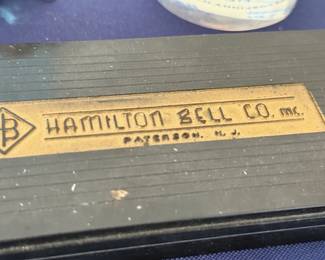 B
HAMILTON BELL CO. INC.
PATERSON, N. J.